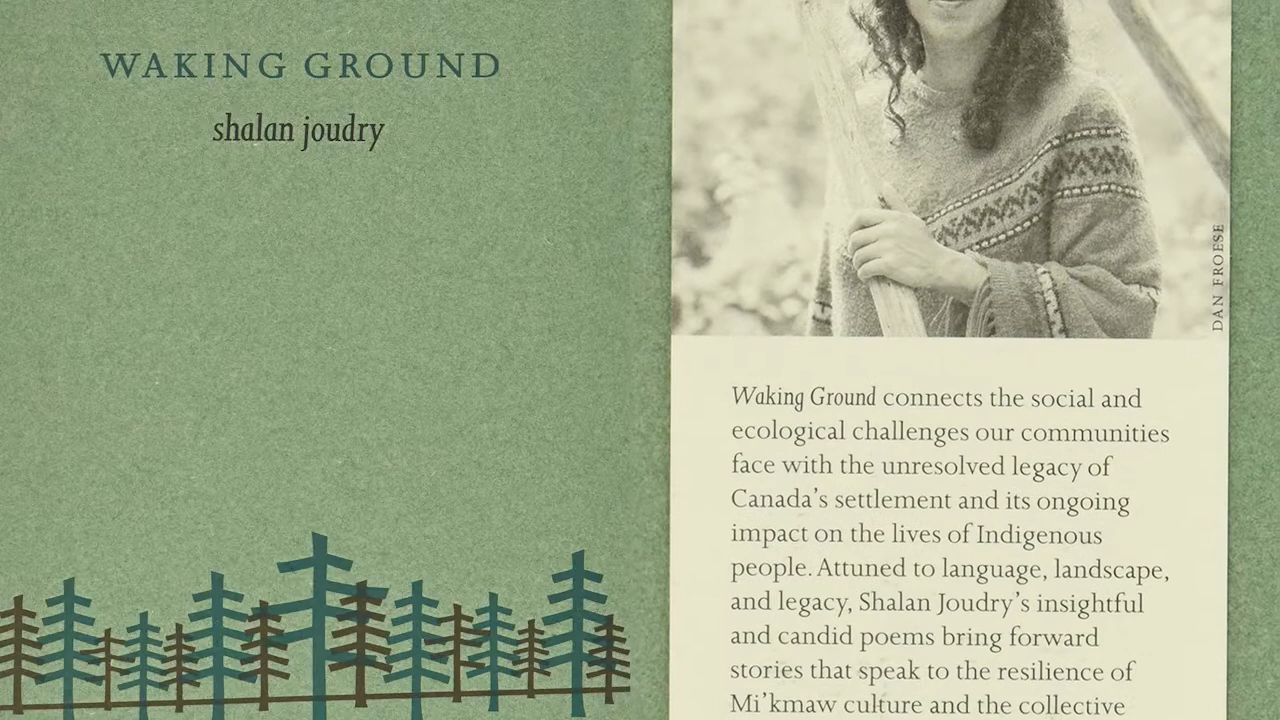 WAKING GROUND
shalan joudry
DAN FROESE
Waking Ground connects the social and
ecological challenges our communities
face with the unresolved legacy of
Canada’s settlement and its ongoing
impact on the lives of Indigenous
people. Attuned to language, landscape,
and legacy, Shalan Joudry’s insightful
and candid poems bring forward
stories that speak to the resilience of
Mi’kmaw culture and the collective